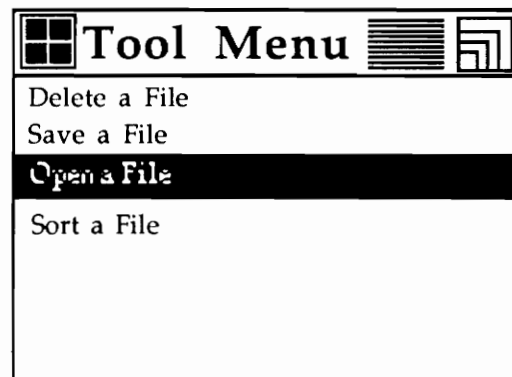 Tool Menu
Delete a File
Save a File
Open a File
Sort a File